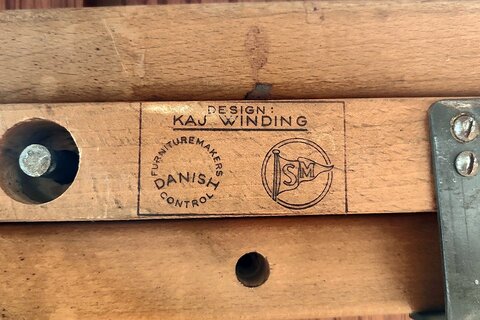 DESIGN:
KAJ WINDING
FURNITUREMAKERS
DANISH
CONTROL
SM